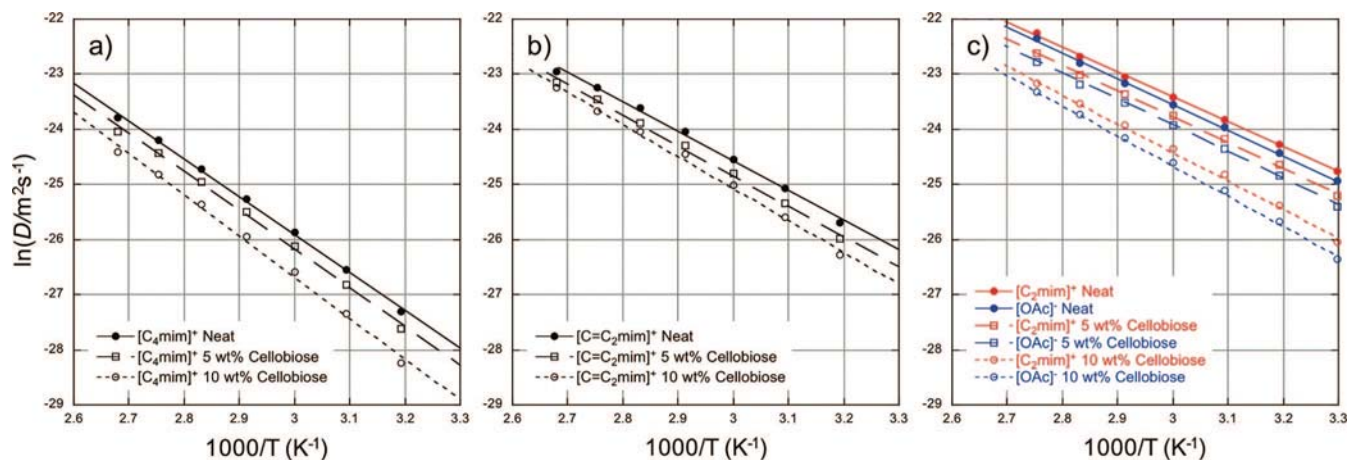 a)
b)
c)
ln(D/m²s⁻¹)
-22
-23
-24
-25
-26
-27
-28
-29
[C₄mim]⁺ Neat
[C₄mim]⁺ 5 wt% Cellobiose
[C₄mim]⁺ 10 wt% Cellobiose
2.6 2.7 2.8 2.9 3 3.1 3.2 3.3
1000/T (K⁻¹)
-22
-23
-24
-25
-26
-27
-28
-29
[C=C₂mim]⁺ Neat
[C=C₂mim]⁺ 5 wt% Cellobiose
[C=C₂mim]⁺ 10 wt% Cellobiose
2.6 2.7 2.8 2.9 3 3.1 3.2 3.3
1000/T (K⁻¹)
-22
-23
-24
-25
-26
-27
-28
-29
[C₂mim]⁺ Neat
[OAc]⁻ Neat
[C₂mim]⁺ 5 wt% Cellobiose
[OAc]⁻ 5 wt% Cellobiose
[C₂mim]⁺ 10 wt% Cellobiose
[OAc]⁻ 10 wt% Cellobiose
2.6 2.7 2.8 2.9 3 3.1 3.2 3.3
1000/T (K⁻¹)